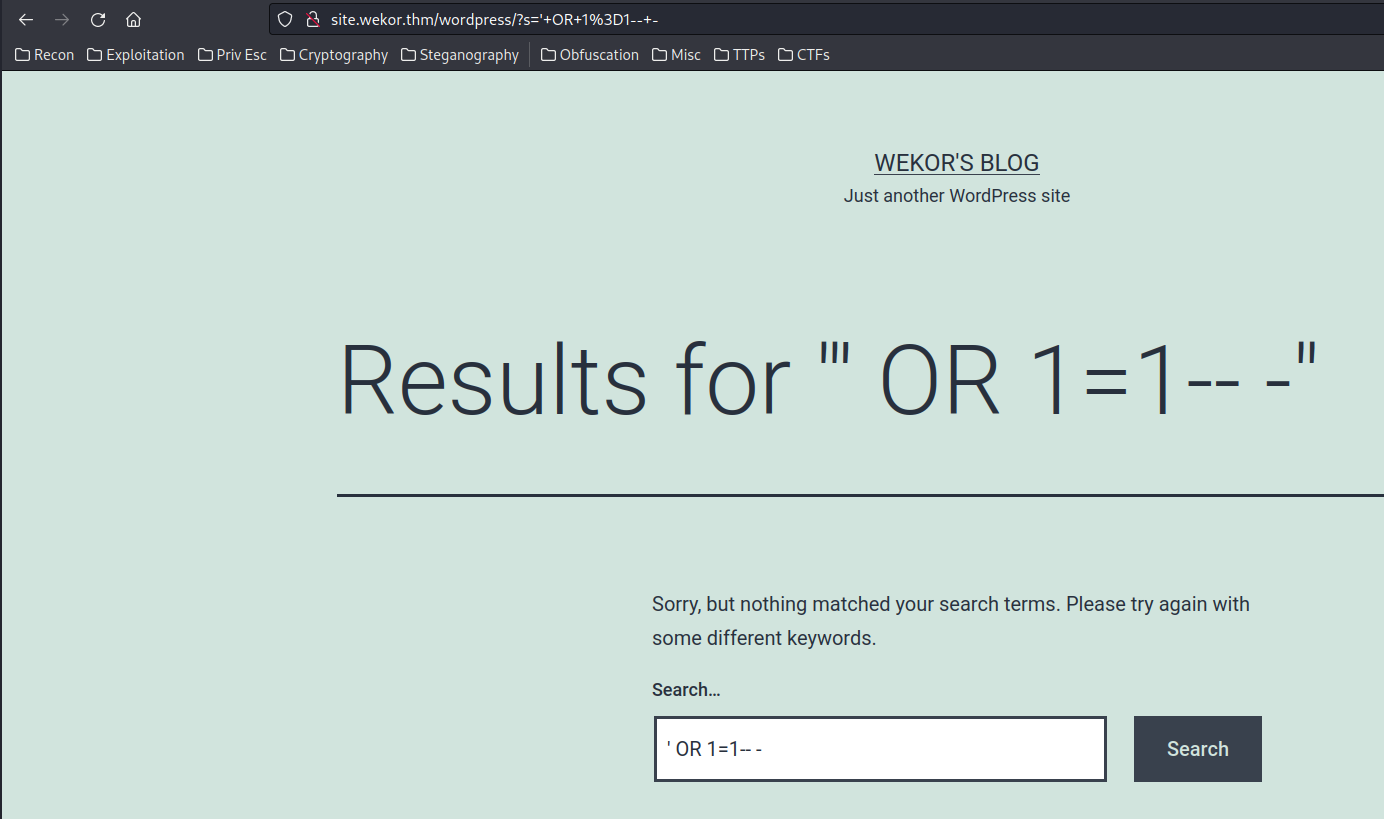 site.wekor.thm/wordpress/?s='+OR+1%3D1--+-
Recon Exploitation Priv Esc Cryptography Steganography Obfuscation Misc TTPs CTFs
WEKOR'S BLOG
Just another WordPress site
Results for "' OR 1=1-- -"
Sorry, but nothing matched your search terms. Please try again with
some different keywords.
Search…
' OR 1=1-- -
Search